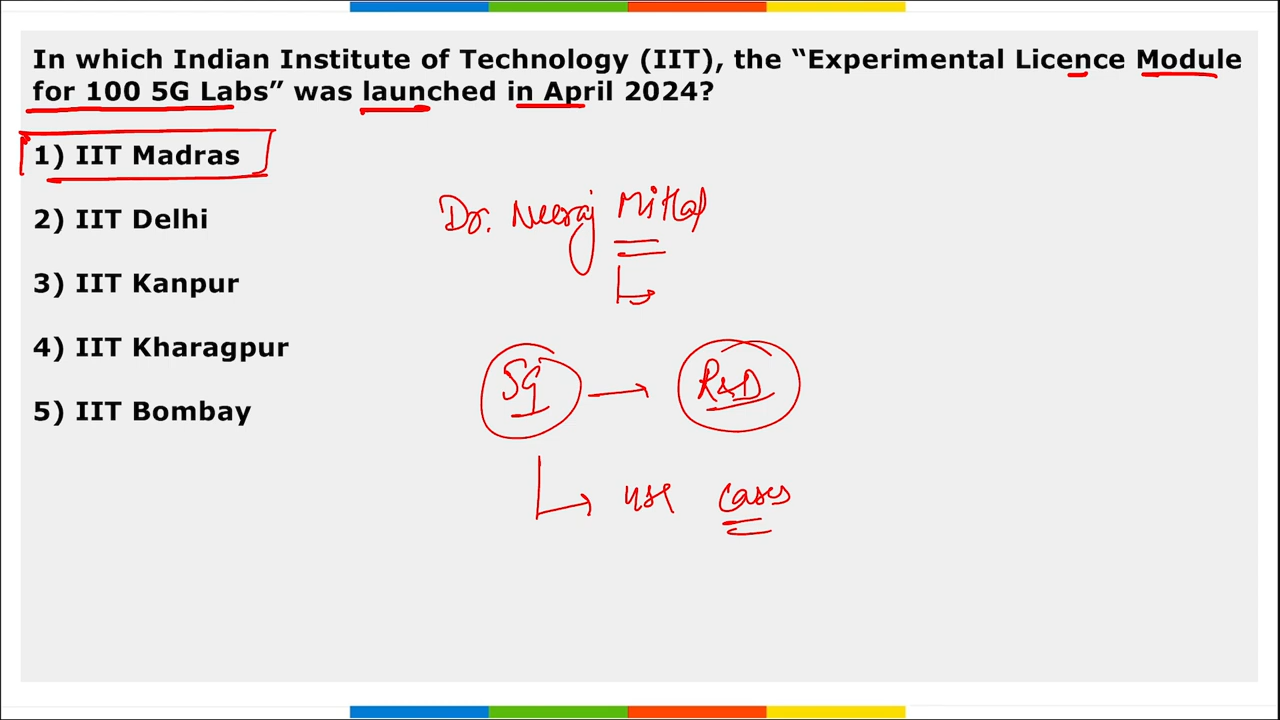 In which Indian Institute of Technology (IIT), the “Experimental Licence Module
for 100 5G Labs” was launched in April 2024?
1) IIT Madras
2) IIT Delhi
3) IIT Kanpur
4) IIT Kharagpur
5) IIT Bombay
Dr. Neeraj Mittal
5G → R&D
use cases